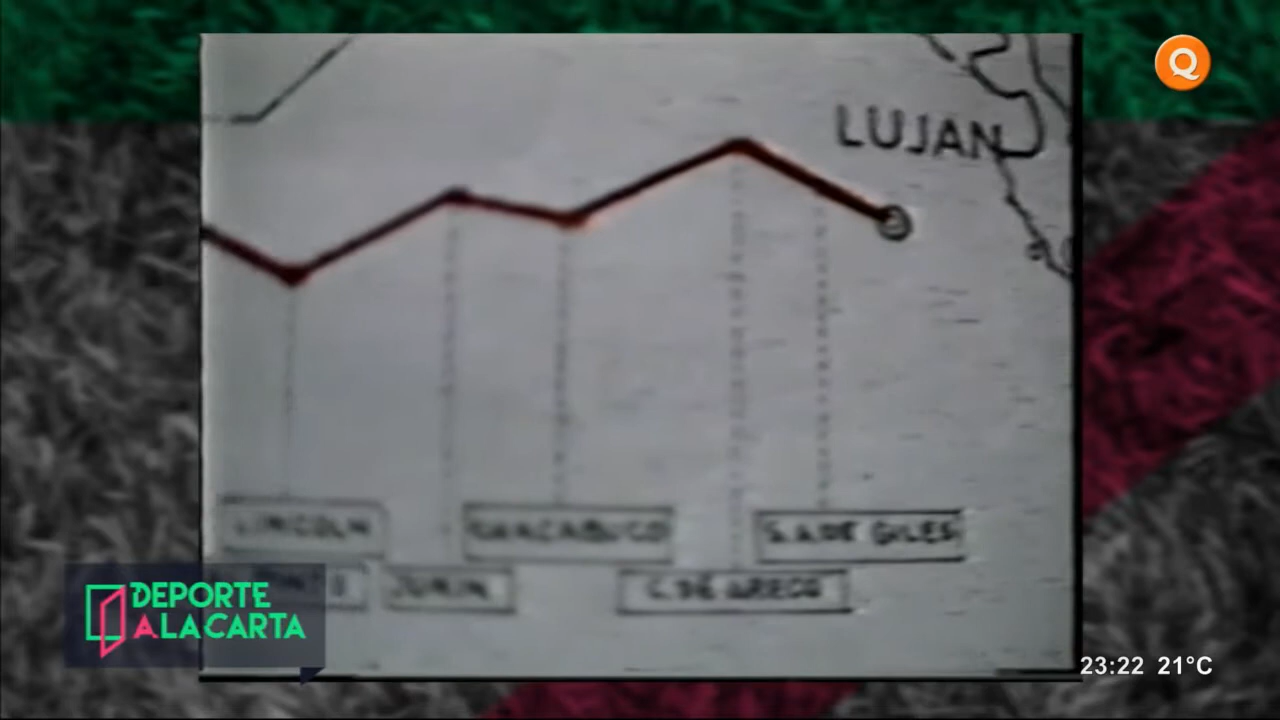 Q
LUJAN
LINCOLN
CHACABUCO
S.A.DE GILES
JUNIN
C. DE ARECO
DEPORTE
A LA CARTA
23:22 21°C